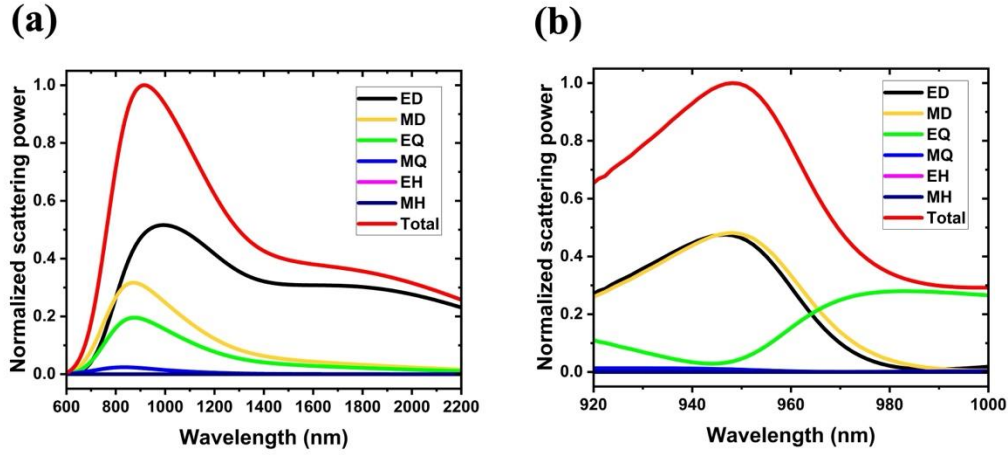 (a)
Normalized scattering power
1.0
0.8
0.6
0.4
0.2
0.0
ED
MD
EQ
MQ
EH
MH
Total
600 800 1000 1200 1400 1600 1800 2000 2200
Wavelength (nm)
(b)
Normalized scattering power
1.0
0.8
0.6
0.4
0.2
0.0
ED
MD
EQ
MQ
EH
MH
Total
920 940 960 980 1000
Wavelength (nm)